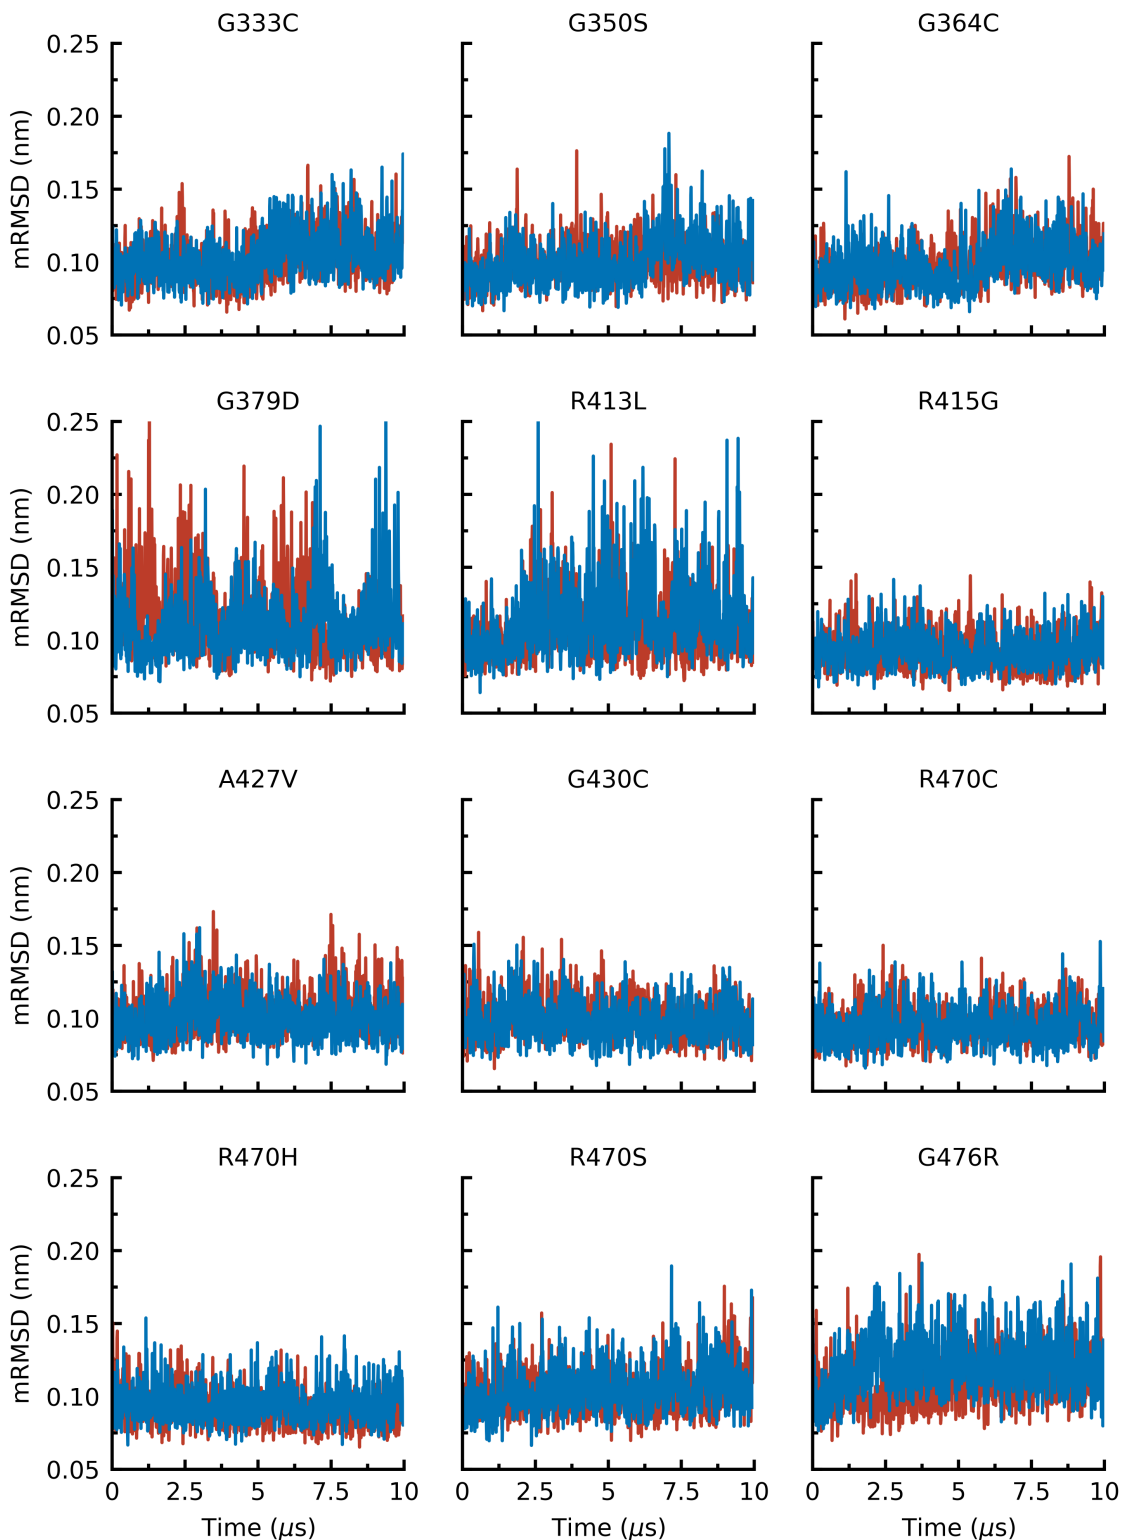 G333C G350S G364C
0.25
0.20
0.15
0.10
0.05
mRMSD (nm)
G379D R413L R415G
0.25
0.20
0.15
0.10
0.05
mRMSD (nm)
A427V G430C R470C
0.25
0.20
0.15
0.10
0.05
mRMSD (nm)
R470H R470S G476R
0.25
0.20
0.15
0.10
0.05
mRMSD (nm)
0 2.5 5 7.5 10 0 2.5 5 7.5 10 0 2.5 5 7.5 10
Time (μs) Time (μs) Time (μs)